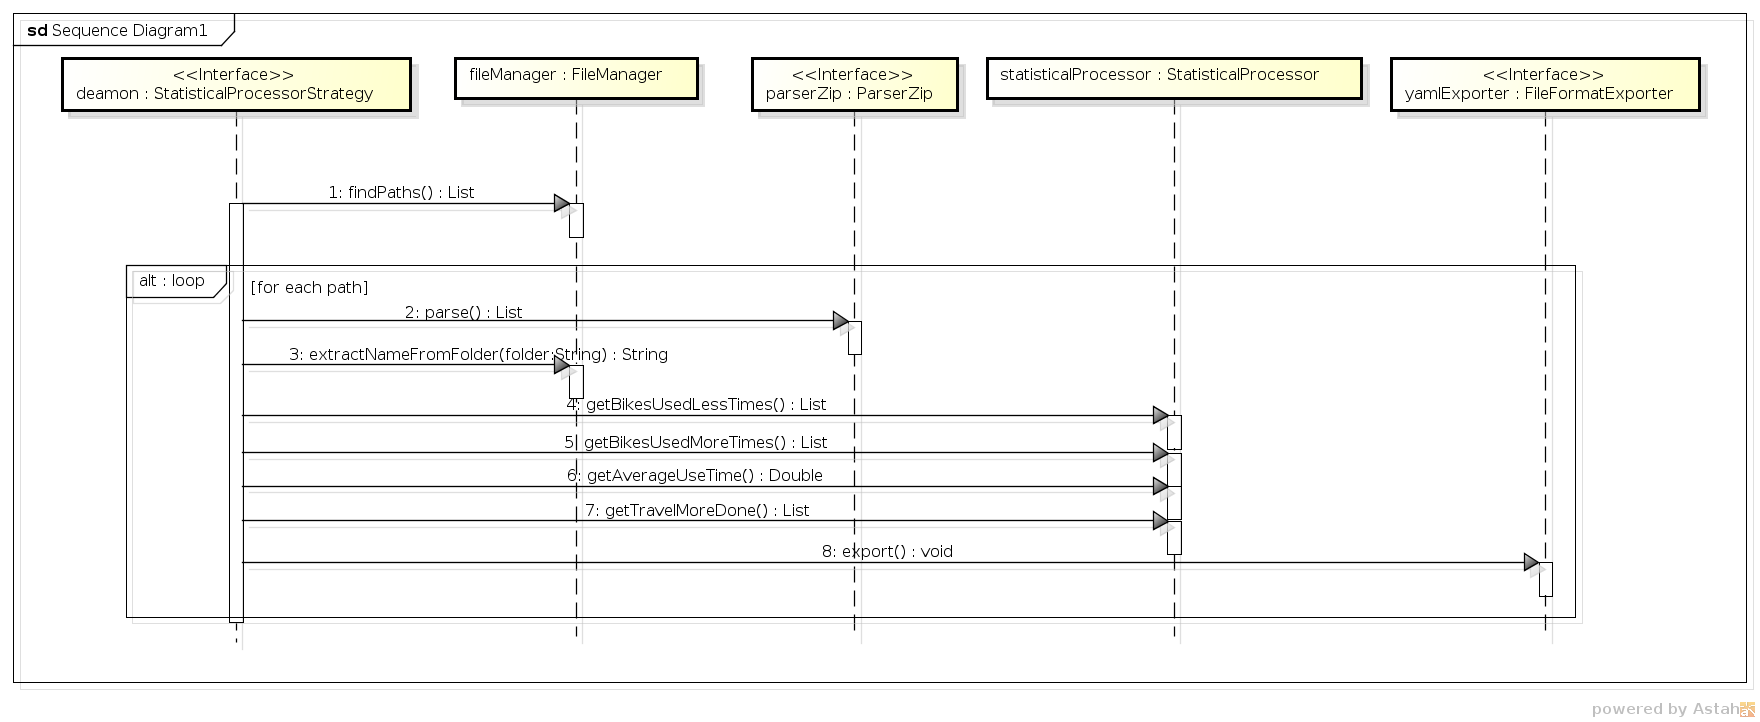 sd Sequence Diagram1
<<Interface>>
deamon : StatisticalProcessorStrategy
fileManager : FileManager
<<Interface>>
parserZip : ParserZip
statisticalProcessor : StatisticalProcessor
<<Interface>>
yamlExporter : FileFormatExporter
1: findPaths() : List
alt : loop
[for each path]
2: parse() : List
3: extractNameFromFolder(folder:String) : String
4: getBikesUsedLessTimes() : List
5: getBikesUsedMoreTimes() : List
6: getAverageUseTime() : Double
7: getTravelMoreDone() : List
8: export() : void
powered by Astah